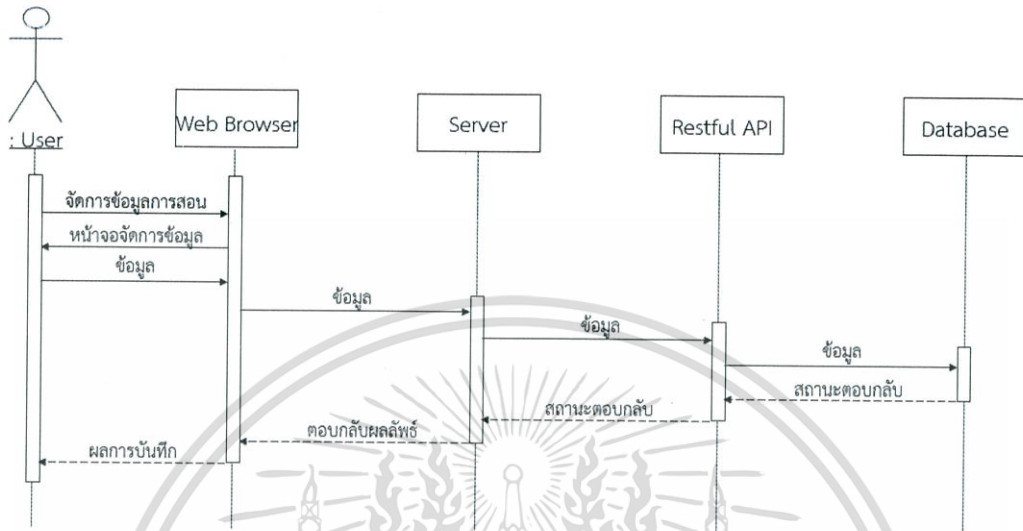 : User
Web Browser
Server
Restful API
Database
จัดการข้อมูลการสอน
หน้าจอจัดการข้อมูล
ข้อมูล
ข้อมูล
ข้อมูล
ข้อมูล
สถานะตอบกลับ
สถานะตอบกลับ
ตอบกลับผลลัพธ์
ผลการบันทึก